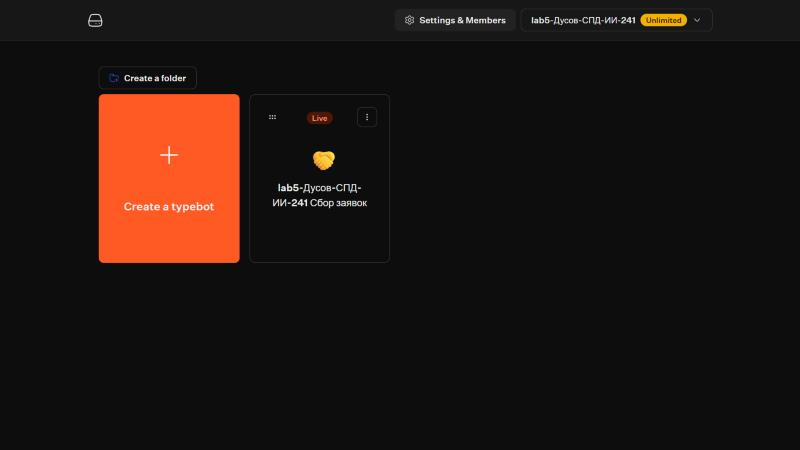 Settings & Members
lab5-Дусов-СПД-ИИ-241 Unlimited
Create a folder
Create a typebot
Live
lab5-Дусов-СПД-
ИИ-241 Сбор заявок